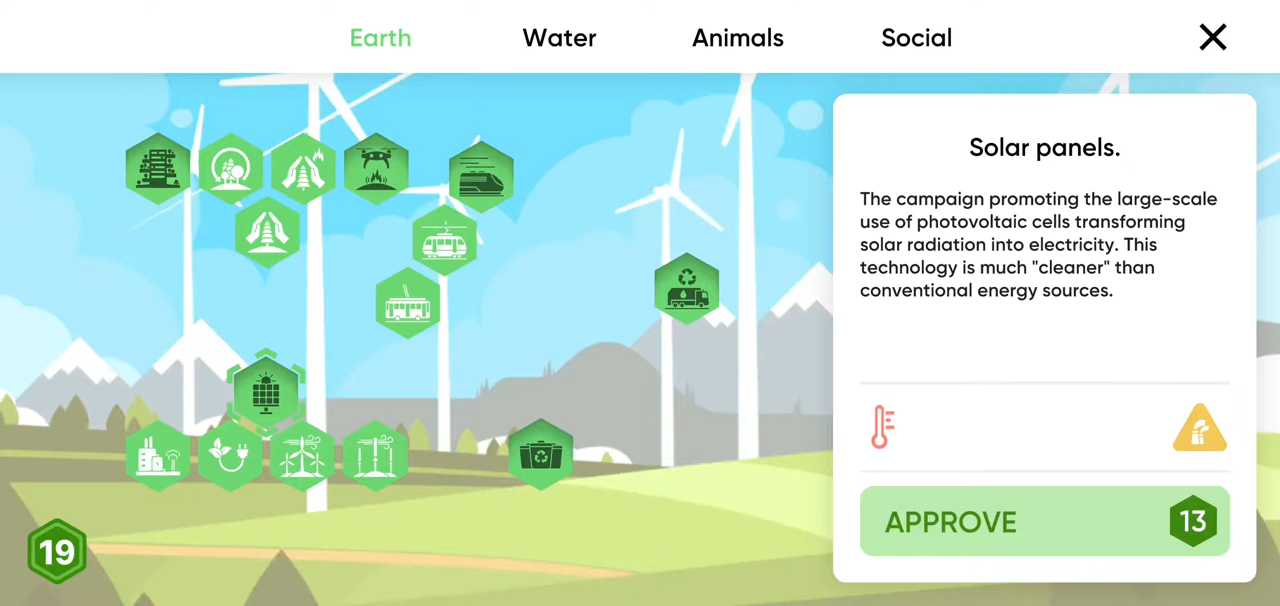 Earth Water Animals Social
Solar panels.
The campaign promoting the large-scale
use of photovoltaic cells transforming
solar radiation into electricity. This
technology is much "cleaner" than
conventional energy sources.
APPROVE 13
19